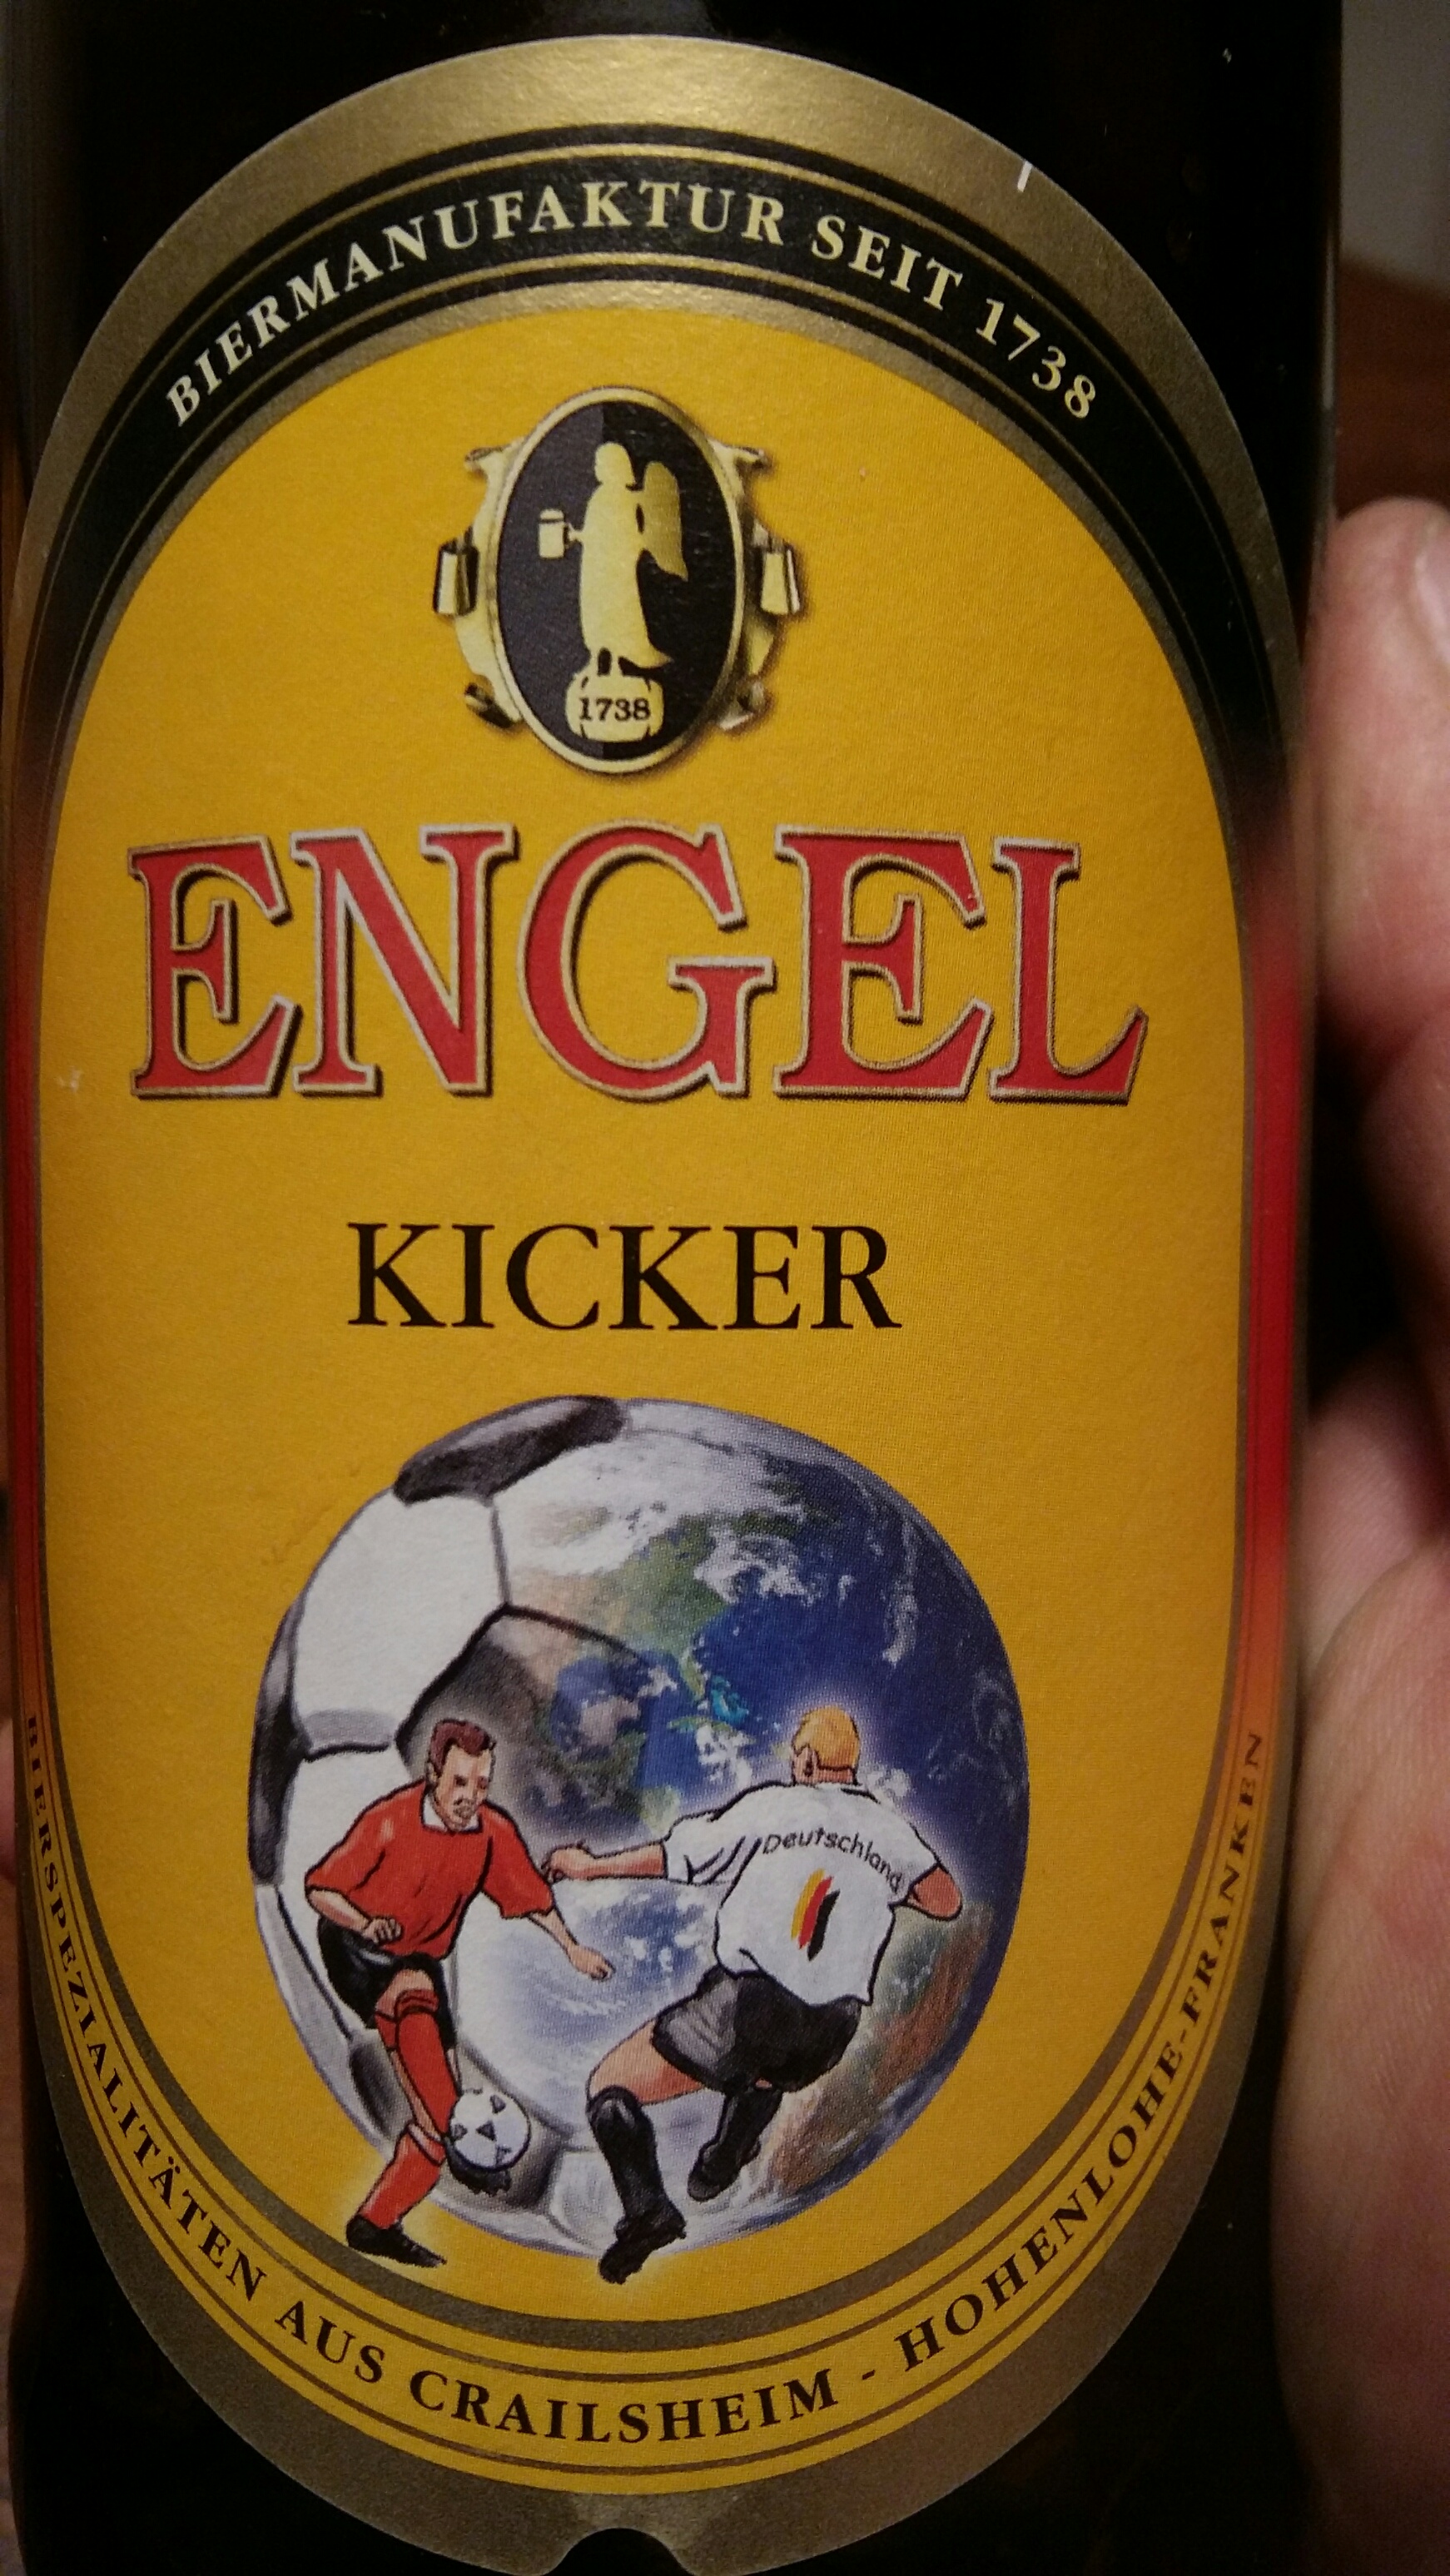 BIERMANUFAKTUR SEIT 1738
1738
ENGEL
KICKER
Deutschland
BIERSPEZIALITÄTEN AUS CRAILSHEIM - HOHENLOHE-FRANKEN